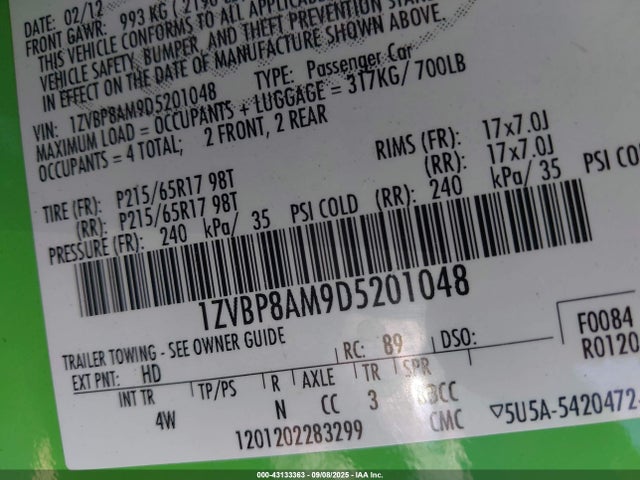 DATE: 02/12
FRONT GAWR: 993 KG (2190
THIS VEHICLE CONFORMS TO ALL APPLICABLE
VEHICLE SAFETY, BUMPER, AND THEFT PREVENTION STANDARDS
IN EFFECT ON THE DATE OF MANUFACTURE SHOWN ABOVE.
VIN: 1ZVBP8AM9D5201048 TYPE: Passenger Car
MAXIMUM LOAD = OCCUPANTS + LUGGAGE = 317KG/ 700LB
OCCUPANTS = 4 TOTAL; 2 FRONT, 2 REAR
TIRE (FR): P215/65R17 98T RIMS (FR): 17x7.0J
(RR): P215/65R17 98T (RR): 17x7.0J
PRESSURE (FR): 240 kPa/ 35 PSI COLD (RR): 240 kPa/ 35 PSI COLD
1ZVBP8AM9D5201048
TRAILER TOWING - SEE OWNER GUIDE
RC: 89 DSO:
F0084
R0120
EXT PNT: HD
INT TR TP/PS R AXLE TR SPR
4W N CC 3 KBCC
1201202283299 CMC
▽5U5A-5420472-
000-43133363 - 09/08/2025 - IAA Inc.